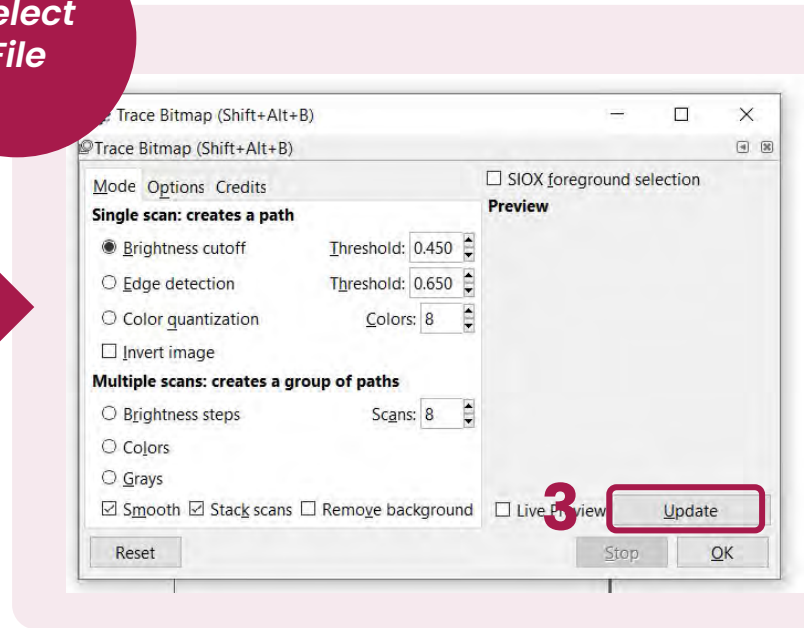 elect
File
Trace Bitmap (Shift+Alt+B)
Trace Bitmap (Shift+Alt+B)
Mode Options Credits
Single scan: creates a path
Brightness cutoff Threshold: 0.450
Edge detection Threshold: 0.650
Color quantization Colors: 8
Invert image
Multiple scans: creates a group of paths
Brightness steps Scans: 8
Colors
Grays
Smooth Stack scans Remove background
Reset
SIOX foreground selection
Preview
Live Preview 3 Update
Stop OK